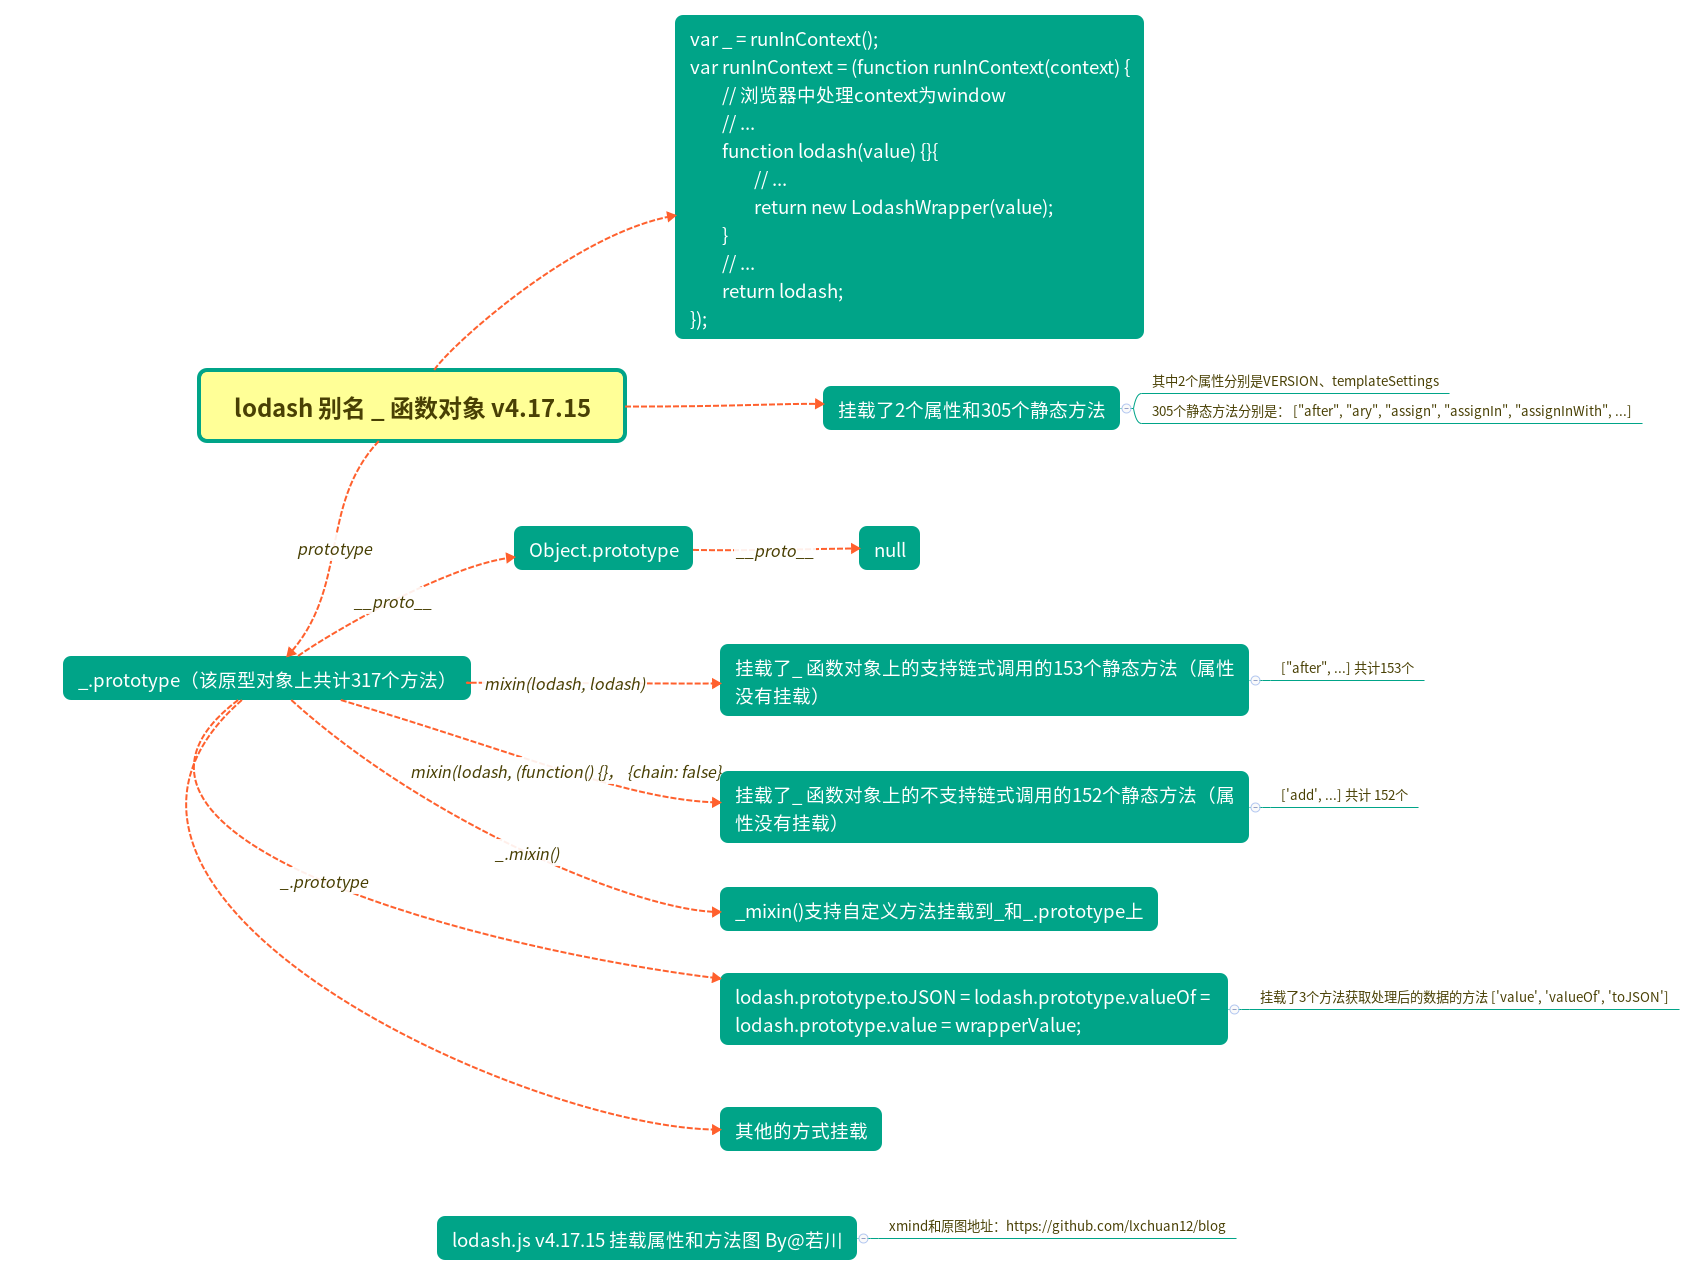 var _ = runInContext();
var runInContext = (function runInContext(context) {
// 浏览器中处理context为window
// ...
function lodash(value) {}{
// ...
return new LodashWrapper(value);
}
// ...
return lodash;
});
lodash 别名 _ 函数对象 v4.17.15
挂载了2个属性和305个静态方法
其中2个属性分别是VERSION、templateSettings
305个静态方法分别是： ["after", "ary", "assign", "assignIn", "assignInWith", ...]
prototype
__proto__
Object.prototype
__proto__
null
_.prototype（该原型对象上共计317个方法）
mixin(lodash, lodash)
挂载了_ 函数对象上的支持链式调用的153个静态方法（属性
没有挂载）
["after", ...] 共计153个
mixin(lodash, (function() {}， {chain: false}
挂载了_ 函数对象上的不支持链式调用的152个静态方法（属
性没有挂载）
['add', ...] 共计 152个
_.mixin()
_mixin()支持自定义方法挂载到_和_.prototype上
_.prototype
lodash.prototype.toJSON = lodash.prototype.valueOf =
lodash.prototype.value = wrapperValue;
挂载了3个方法获取处理后的数据的方法 ['value', 'valueOf', 'toJSON']
其他的方式挂载
lodash.js v4.17.15 挂载属性和方法图 By@若川
xmind和原图地址：https://github.com/lxchuan12/blog